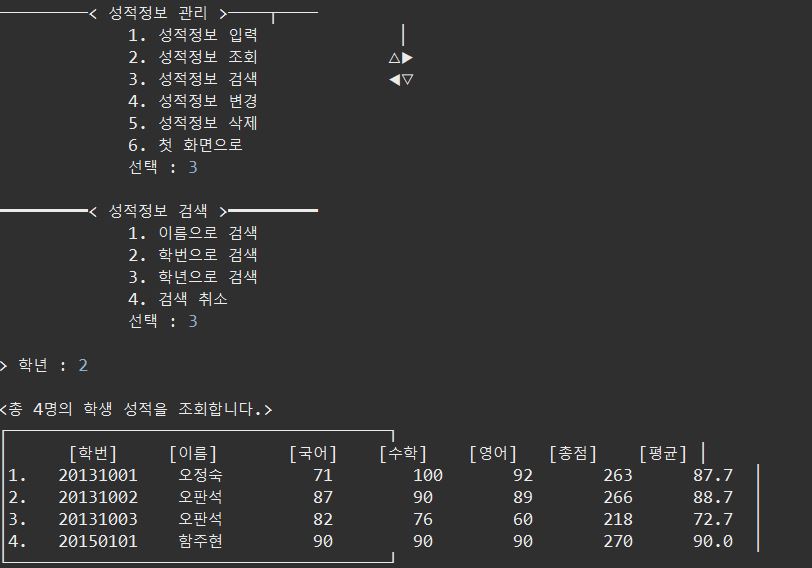 < 성적정보 관리 >
1. 성적정보 입력
2. 성적정보 조회
3. 성적정보 검색
4. 성적정보 변경
5. 성적정보 삭제
6. 첫 화면으로
선택 : 3
< 성적정보 검색 >
1. 이름으로 검색
2. 학번으로 검색
3. 학년으로 검색
4. 검색 취소
선택 : 3
> 학년 : 2
<총 4명의 학생 성적을 조회합니다.>
[학번] [이름] [국어] [수학] [영어] [총점] [평균]
1. 20131001 오정숙 71 100 92 263 87.7
2. 20131002 오판석 87 90 89 266 88.7
3. 20131003 오판석 82 76 60 218 72.7
4. 20150101 함주현 90 90 90 270 90.0